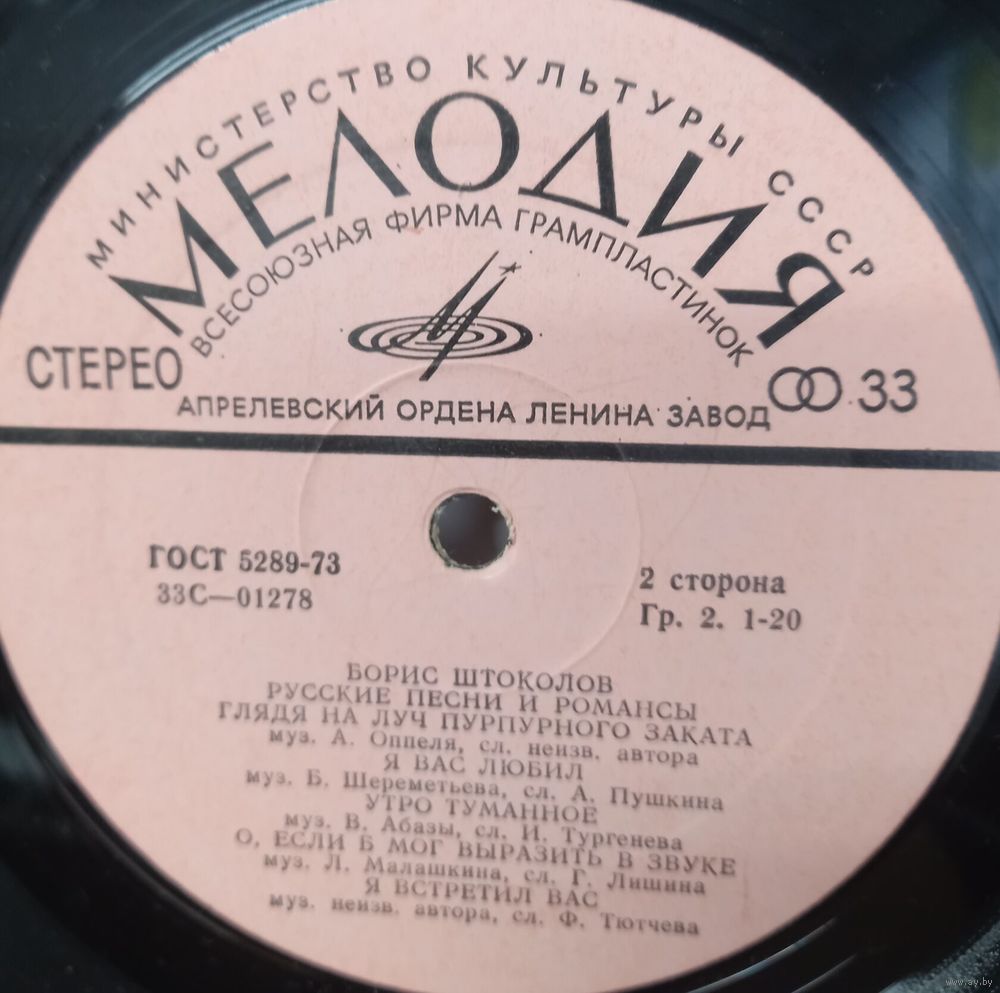 МИНИСТЕРСТВО КУЛЬТУРЫ СССР
МЕЛОДИЯ
ВСЕСОЮЗНАЯ ФИРМА ГРАМПЛАСТИНОК
СТЕРЕО
33
АПРЕЛЕВСКИЙ ОРДЕНА ЛЕНИНА ЗАВОД
ГОСТ 5289-73
33С—01278
2 сторона
Гр. 2. 1-20
БОРИС ШТОКОЛОВ
РУССКИЕ ПЕСНИ И РОМАНСЫ
ГЛЯДЯ НА ЛУЧ ПУРПУРНОГО ЗАКАТА
муз. А. Оппеля, сл. неизв. автора
Я ВАС ЛЮБИЛ
муз. Б. Шереметьева, сл. А. Пушкина
УТРО ТУМАННОЕ
муз. В. Абазы, сл. И. Тургенева
О, ЕСЛИ Б МОГ ВЫРАЗИТЬ В ЗВУКЕ
муз. Л. Малашкина, сл. Г. Лишина
Я ВСТРЕТИЛ ВАС
муз. неизв. автора, сл. Ф. Тютчева
www.ay.by